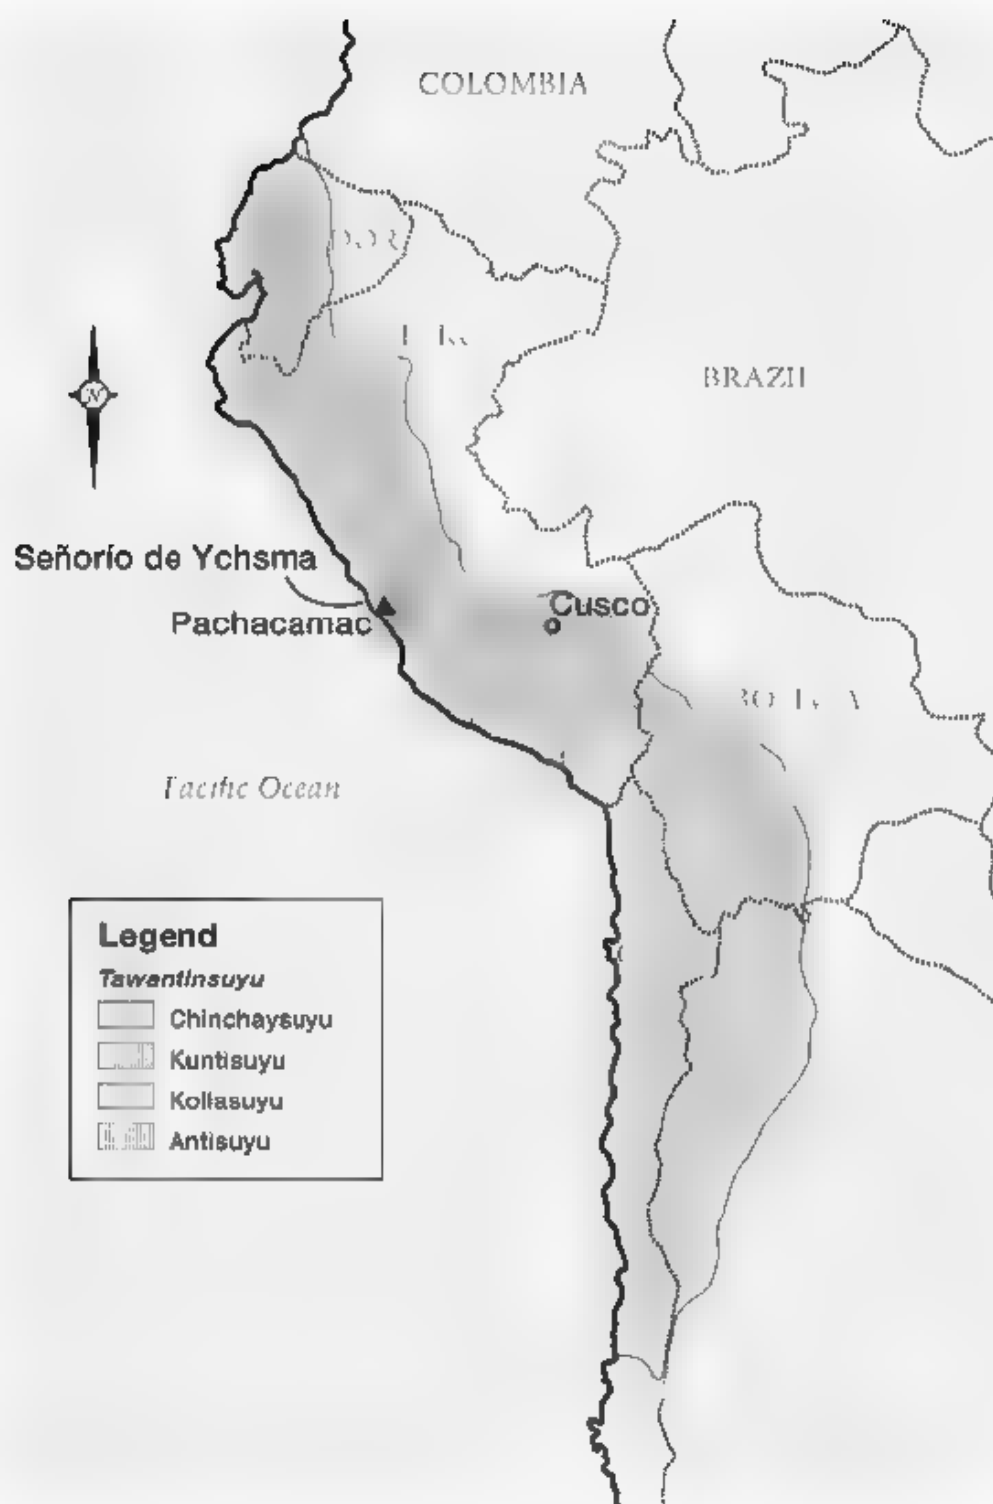 COLOMBIA
BRAZIL
Señorío de Ychsma
Cusco
Pachacamac
Pacific Ocean
N
Legend
Tawantinsuyu
Chinchaysuyu
Kuntisuyu
Kollasuyu
Antisuyu